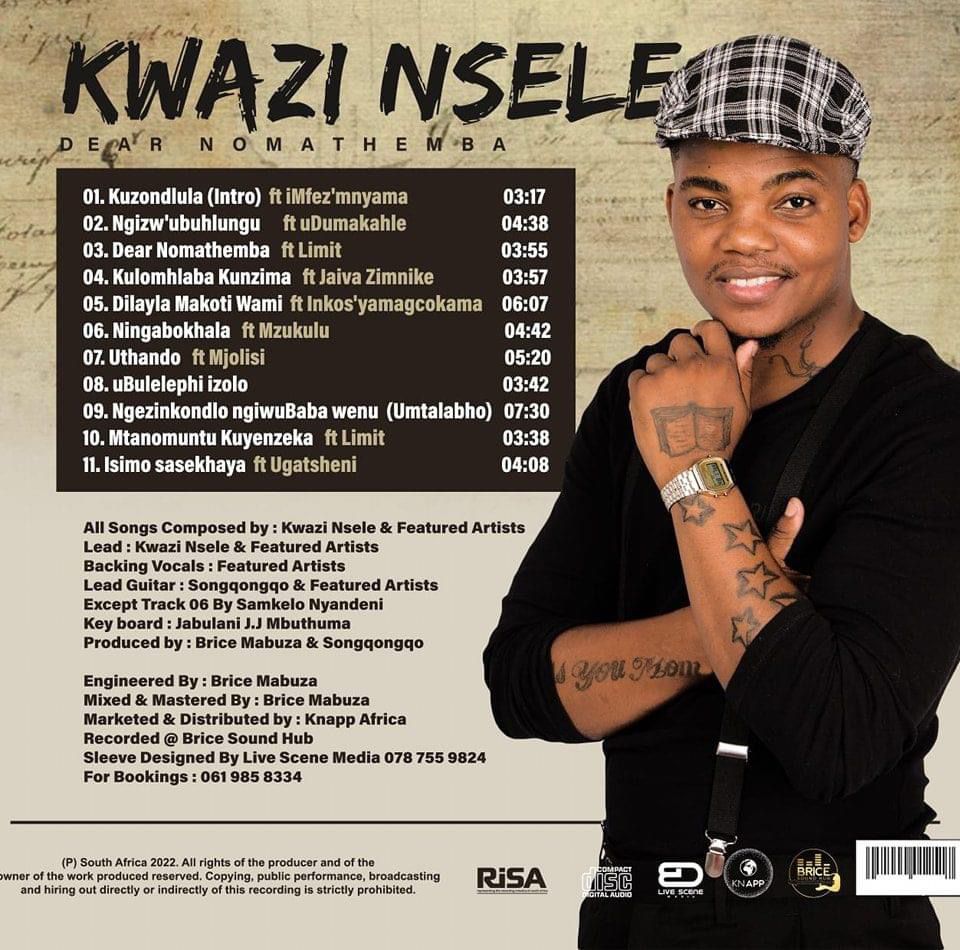 KWAZI NSELE
DEAR NOMATHEMBA
01. Kuzondlula (Intro) ft iMfez'mnyama 03:17
02. Ngizw'ubuhlungu ft uDumakahle 04:38
03. Dear Nomathemba ft Limit 03:55
04. Kulomhlaba Kunzima ft Jaiva Zimnike 03:57
05. Dilayla Makoti Wami ft Inkos'yamagcokama 06:07
06. Ningabokhala ft Mzukulu 04:42
07. Uthando ft Mjolisi 05:20
08. uBulelephi izolo 03:42
09. Ngezinkondlo ngiwuBaba wenu (Umtalabho) 07:30
10. Mtanomuntu Kuyenzeka ft Limit 03:38
11. Isimo sasekhaya ft Ugatsheni 04:08
All Songs Composed by : Kwazi Nsele & Featured Artists
Lead : Kwazi Nsele & Featured Artists
Backing Vocals : Featured Artists
Lead Guitar : Songqongqo & Featured Artists
Except Track 06 By Samkelo Nyandeni
Key board : Jabulani J.J Mbuthuma
Produced by : Brice Mabuza & Songqongqo
Engineered By : Brice Mabuza
Mixed & Mastered By : Brice Mabuza
Marketed & Distributed by : Knapp Africa
Recorded @ Brice Sound Hub
Sleeve Designed By Live Scene Media 078 755 9824
For Bookings : 061 985 8334
s You Mom
(P) South Africa 2022. All rights of the producer and of the
owner of the work produced reserved. Copying, public performance, broadcasting
and hiring out directly or indirectly of this recording is strictly prohibited.
RiSA
COMPACT
disc
DIGITAL AUDIO
LIVE SCENE
MEDIA
KNAPP
BRICE
SOUND HUB